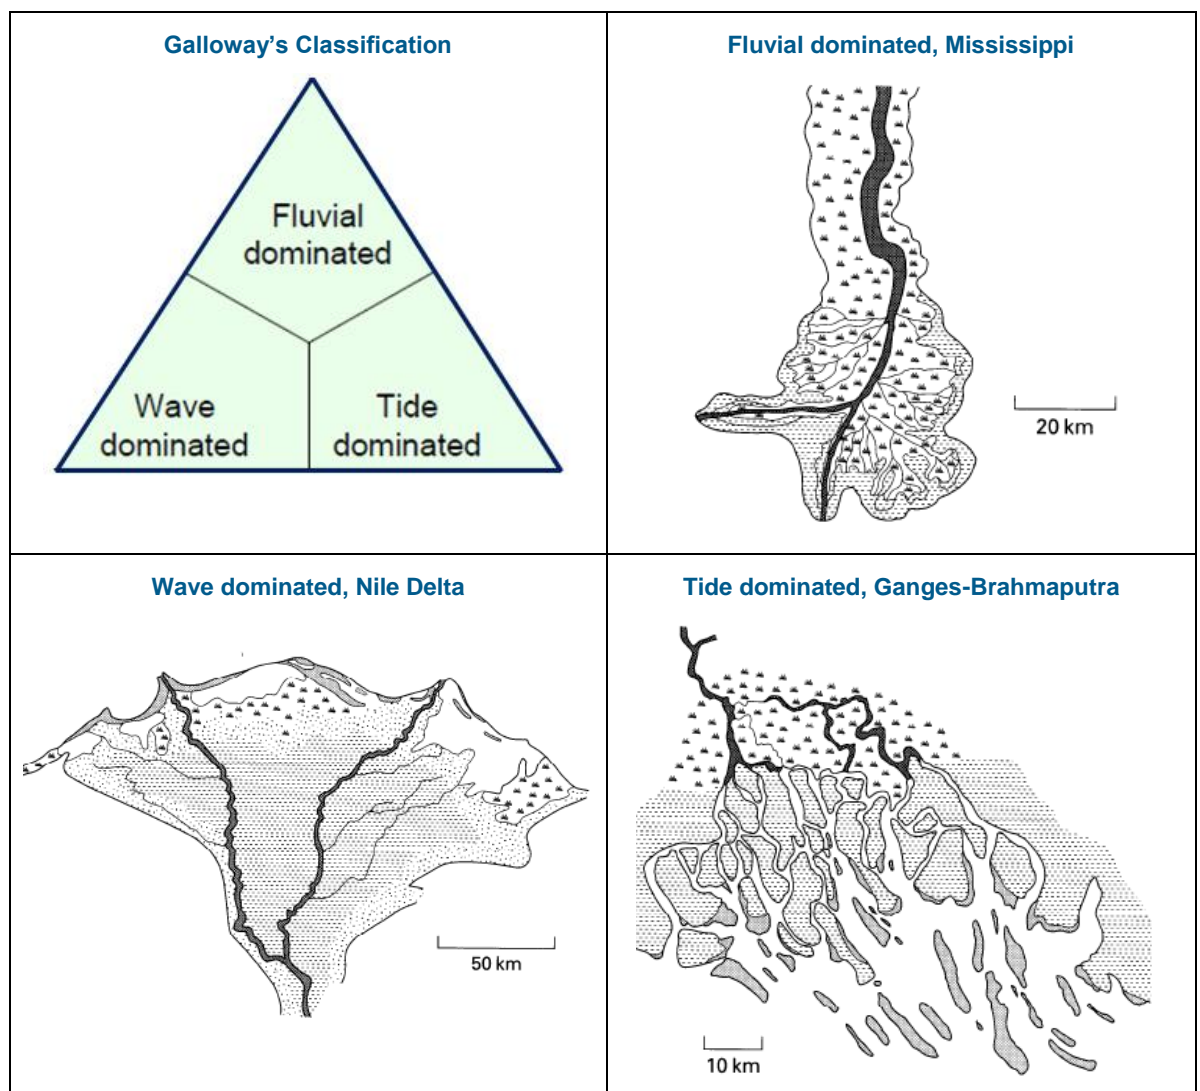 Galloway’s Classification
Fluvial
dominated
Wave
dominated
Tide
dominated
Fluvial dominated, Mississippi
20 km
Wave dominated, Nile Delta
50 km
Tide dominated, Ganges-Brahmaputra
10 km